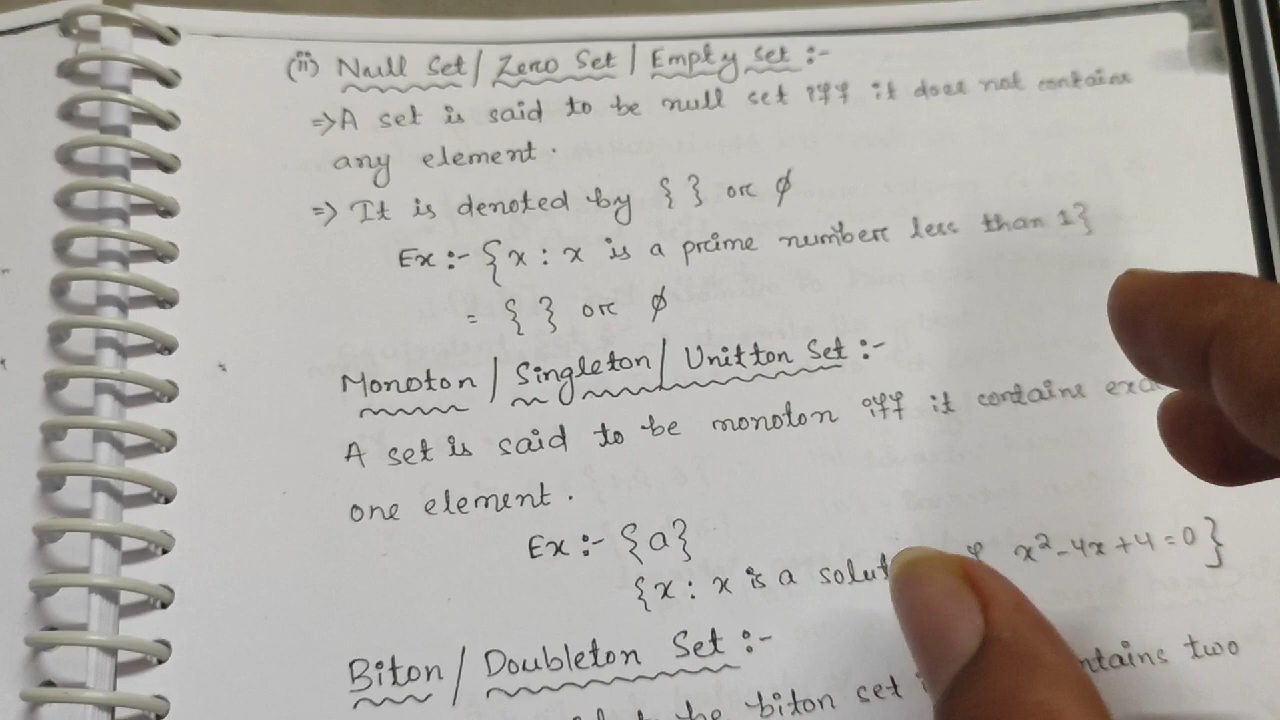 (ii) Null Set / Zero Set / Empty Set :-
⇒ A set is said to be null set iff it does not contains
any element.
⇒ It is denoted by { } or ϕ
Ex :- {x : x is a prime number less than 1}
= { } or ϕ
Monoton / Singleton / Unitton Set :-
A set is said to be monoton iff it contains
one element.
Ex :- {a}
{x : x is a x² - 4x + 4 = 0}
Biton / Doubleton Set :-
be biton set two